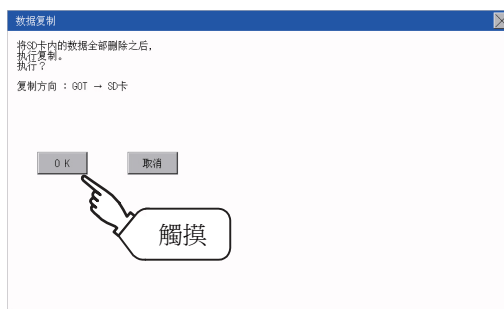 数据复制
将SD卡内的数据全部删除之后，
执行复制。
执行？
复制方向 ：GOT → SD卡
OK
取消
觸摸